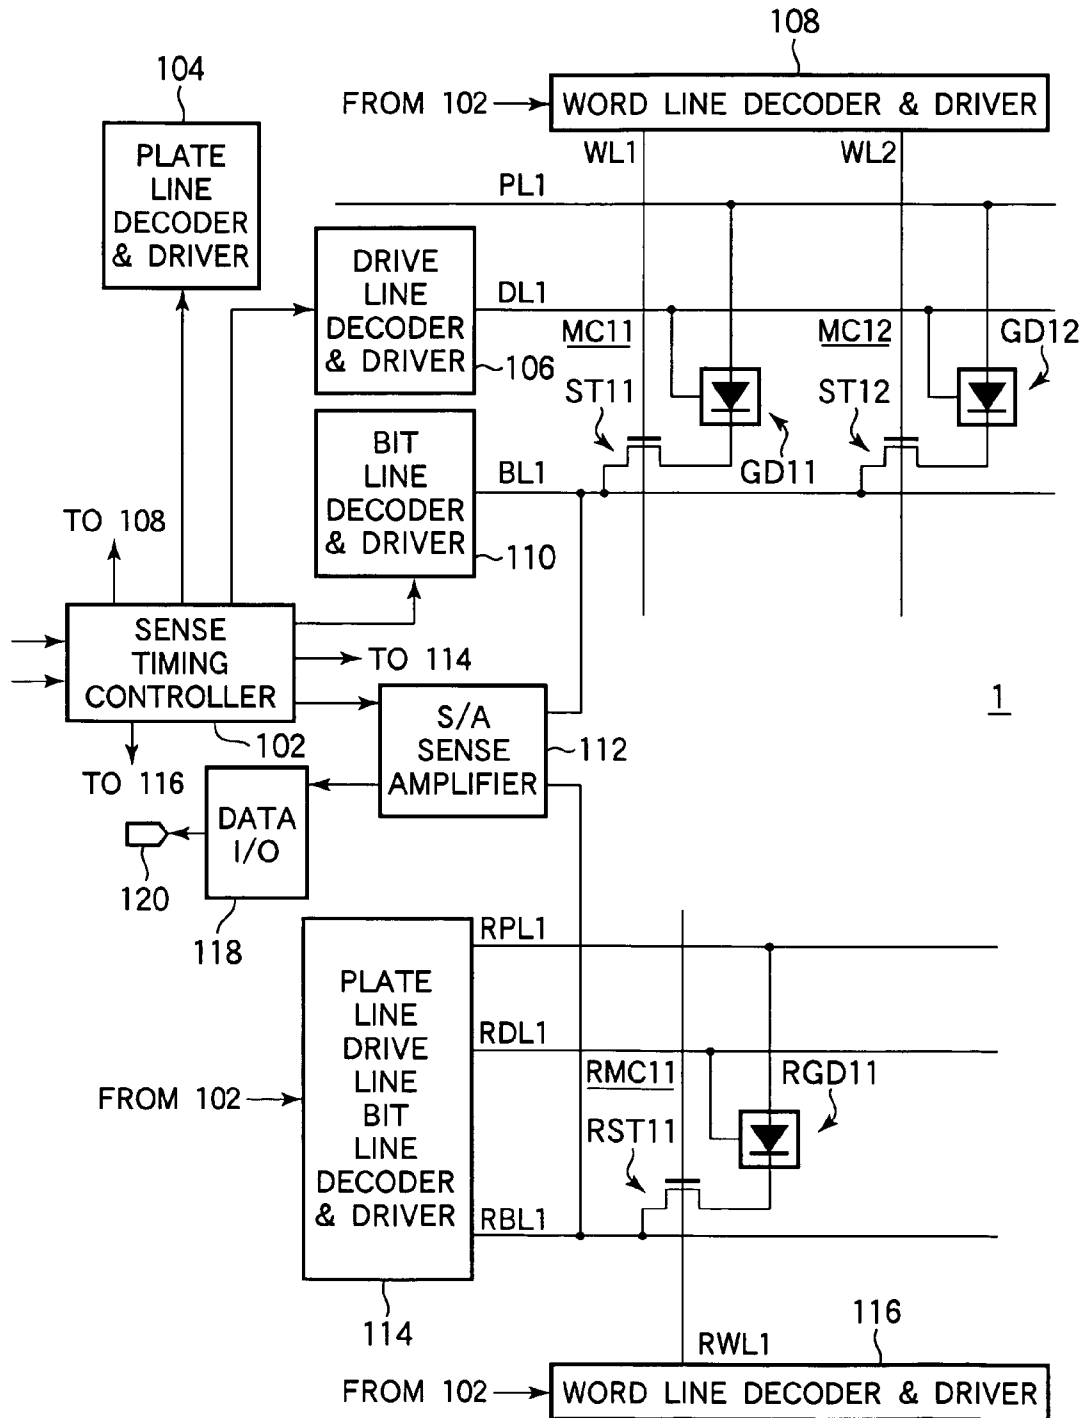 108
104
FROM 102
WORD LINE DECODER & DRIVER
WL1
WL2
PLATE
LINE
DECODER
& DRIVER
PL1
DRIVE
LINE
DECODER
& DRIVER
106
DL1
MC11
MC12
GD12
ST11
ST12
GD11
BIT
LINE
DECODER
& DRIVER
110
BL1
TO 108
SENSE
TIMING
CONTROLLER
102
TO 114
TO 116
S/A
SENSE
AMPLIFIER
112
1
DATA
I/O
120
118
PLATE
LINE
DRIVE
LINE
BIT
LINE
DECODER
& DRIVER
114
FROM 102
RPL1
RDL1
RMC11
RGD11
RST11
RBL1
RWL1
116
FROM 102
WORD LINE DECODER & DRIVER